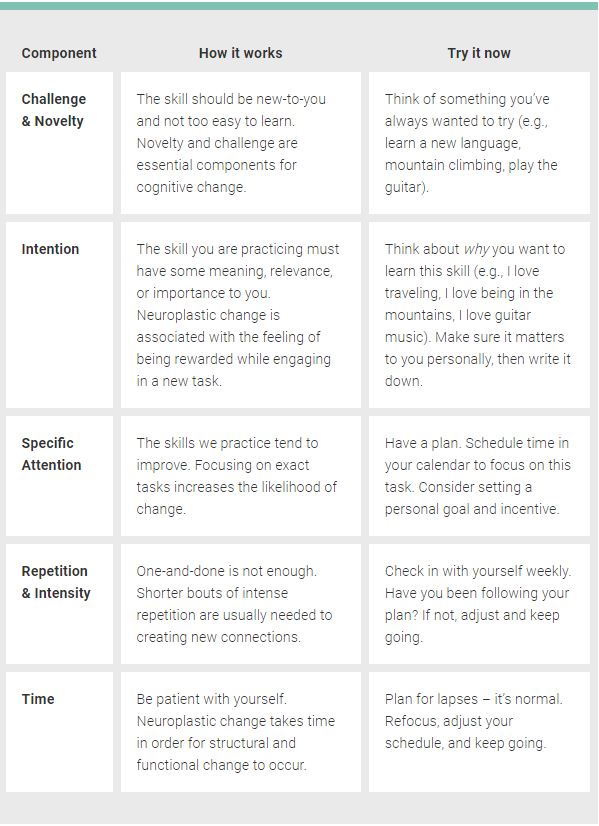 Component
How it works
Try it now
Challenge
& Novelty
The skill should be new-to-you
and not too easy to learn.
Novelty and challenge are
essential components for
cognitive change.
Think of something you’ve
always wanted to try (e.g.,
learn a new language,
mountain climbing, play the
guitar).
Intention
The skill you are practicing must
have some meaning, relevance,
or importance to you.
Neuroplastic change is
associated with the feeling of
being rewarded while engaging
in a new task.
Think about why you want to
learn this skill (e.g., I love
traveling, I love being in the
mountains, I love guitar
music). Make sure it matters
to you personally, then write it
down.
Specific
Attention
The skills we practice tend to
improve. Focusing on exact
tasks increases the likelihood of
change.
Have a plan. Schedule time in
your calendar to focus on this
task. Consider setting a
personal goal and incentive.
Repetition
& Intensity
One-and-done is not enough.
Shorter bouts of intense
repetition are usually needed to
creating new connections.
Check in with yourself weekly.
Have you been following your
plan? If not, adjust and keep
going.
Time
Be patient with yourself.
Neuroplastic change takes time
in order for structural and
functional change to occur.
Plan for lapses – it’s normal.
Refocus, adjust your
schedule, and keep going.